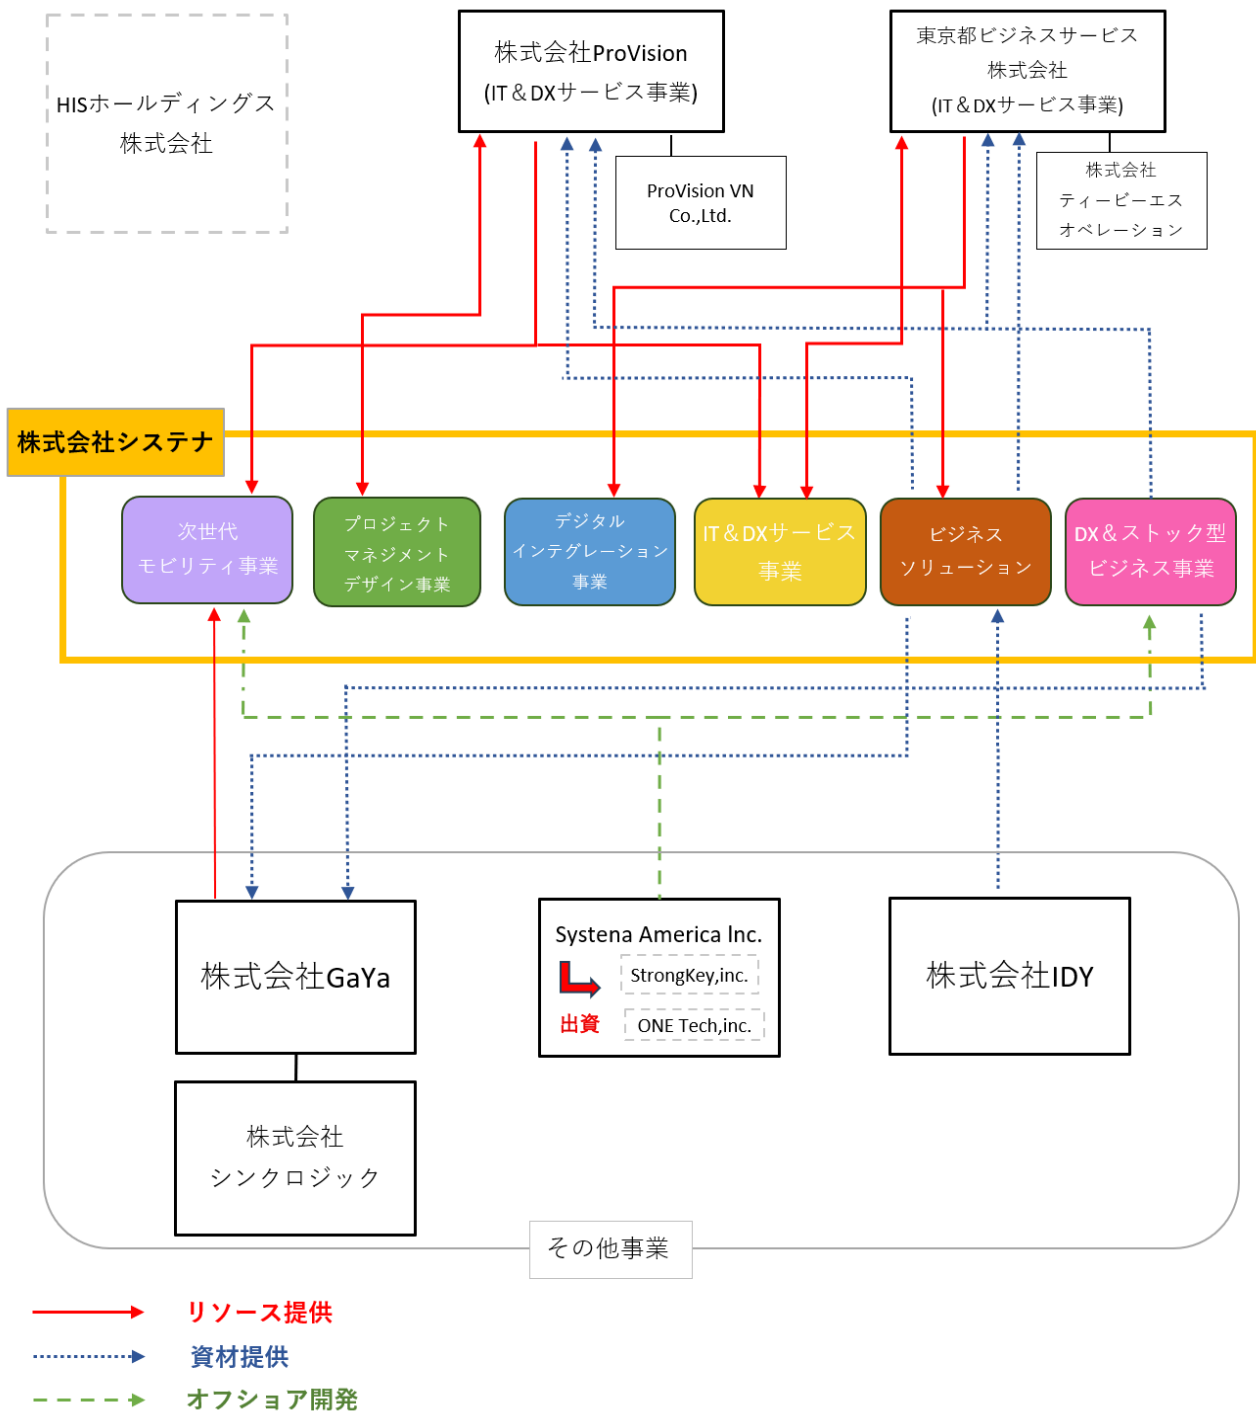 HISホールディングス
株式会社
株式会社ProVision
(IT＆DXサービス事業)
東京都ビジネスサービス
株式会社
(IT＆DXサービス事業)
ProVision VN
Co.,Ltd.
株式会社
ティービーエス
オペレーション
株式会社システナ
次世代
モビリティ事業
プロジェクト
マネジメント
デザイン事業
デジタル
インテグレーション
事業
IT＆DXサービス
事業
ビジネス
ソリューション
DX＆ストック型
ビジネス事業
株式会社GaYa
Systena America Inc.
StrongKey,inc.
出資
ONE Tech,inc.
株式会社IDY
株式会社
シンクロジック
その他事業
リソース提供
資材提供
オフショア開発